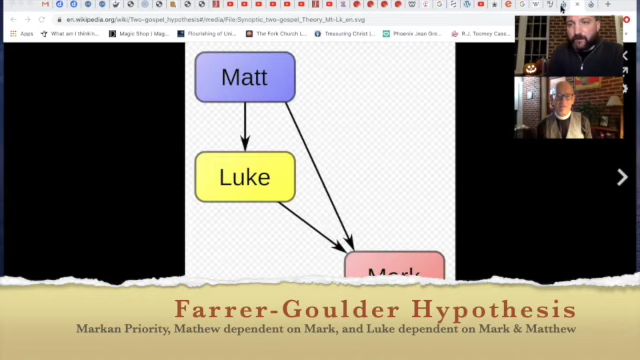 en.wikipedia.org/wiki/Two-gospel_hypothesis#/media/File:Synoptic_two-gospel_Theory_Mt-Lk_en.svg
Apps
What am I thinkin...
Magic Shop | Mag...
Flourishing of Uni...
The Fork Church |...
Treasuring Christ |...
Phoenix Jean Gro...
R.J. Toomey Cass...
Matt
Luke
Mark
Farrer-Goulder Hypothesis
Markan Priority, Mathew dependent on Mark, and Luke dependent on Mark & Matthew